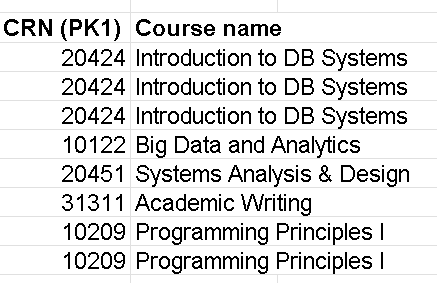 CRN (PK1) Course name
20424 Introduction to DB Systems
20424 Introduction to DB Systems
20424 Introduction to DB Systems
10122 Big Data and Analytics
20451 Systems Analysis & Design
31311 Academic Writing
10209 Programming Principles I
10209 Programming Principles I